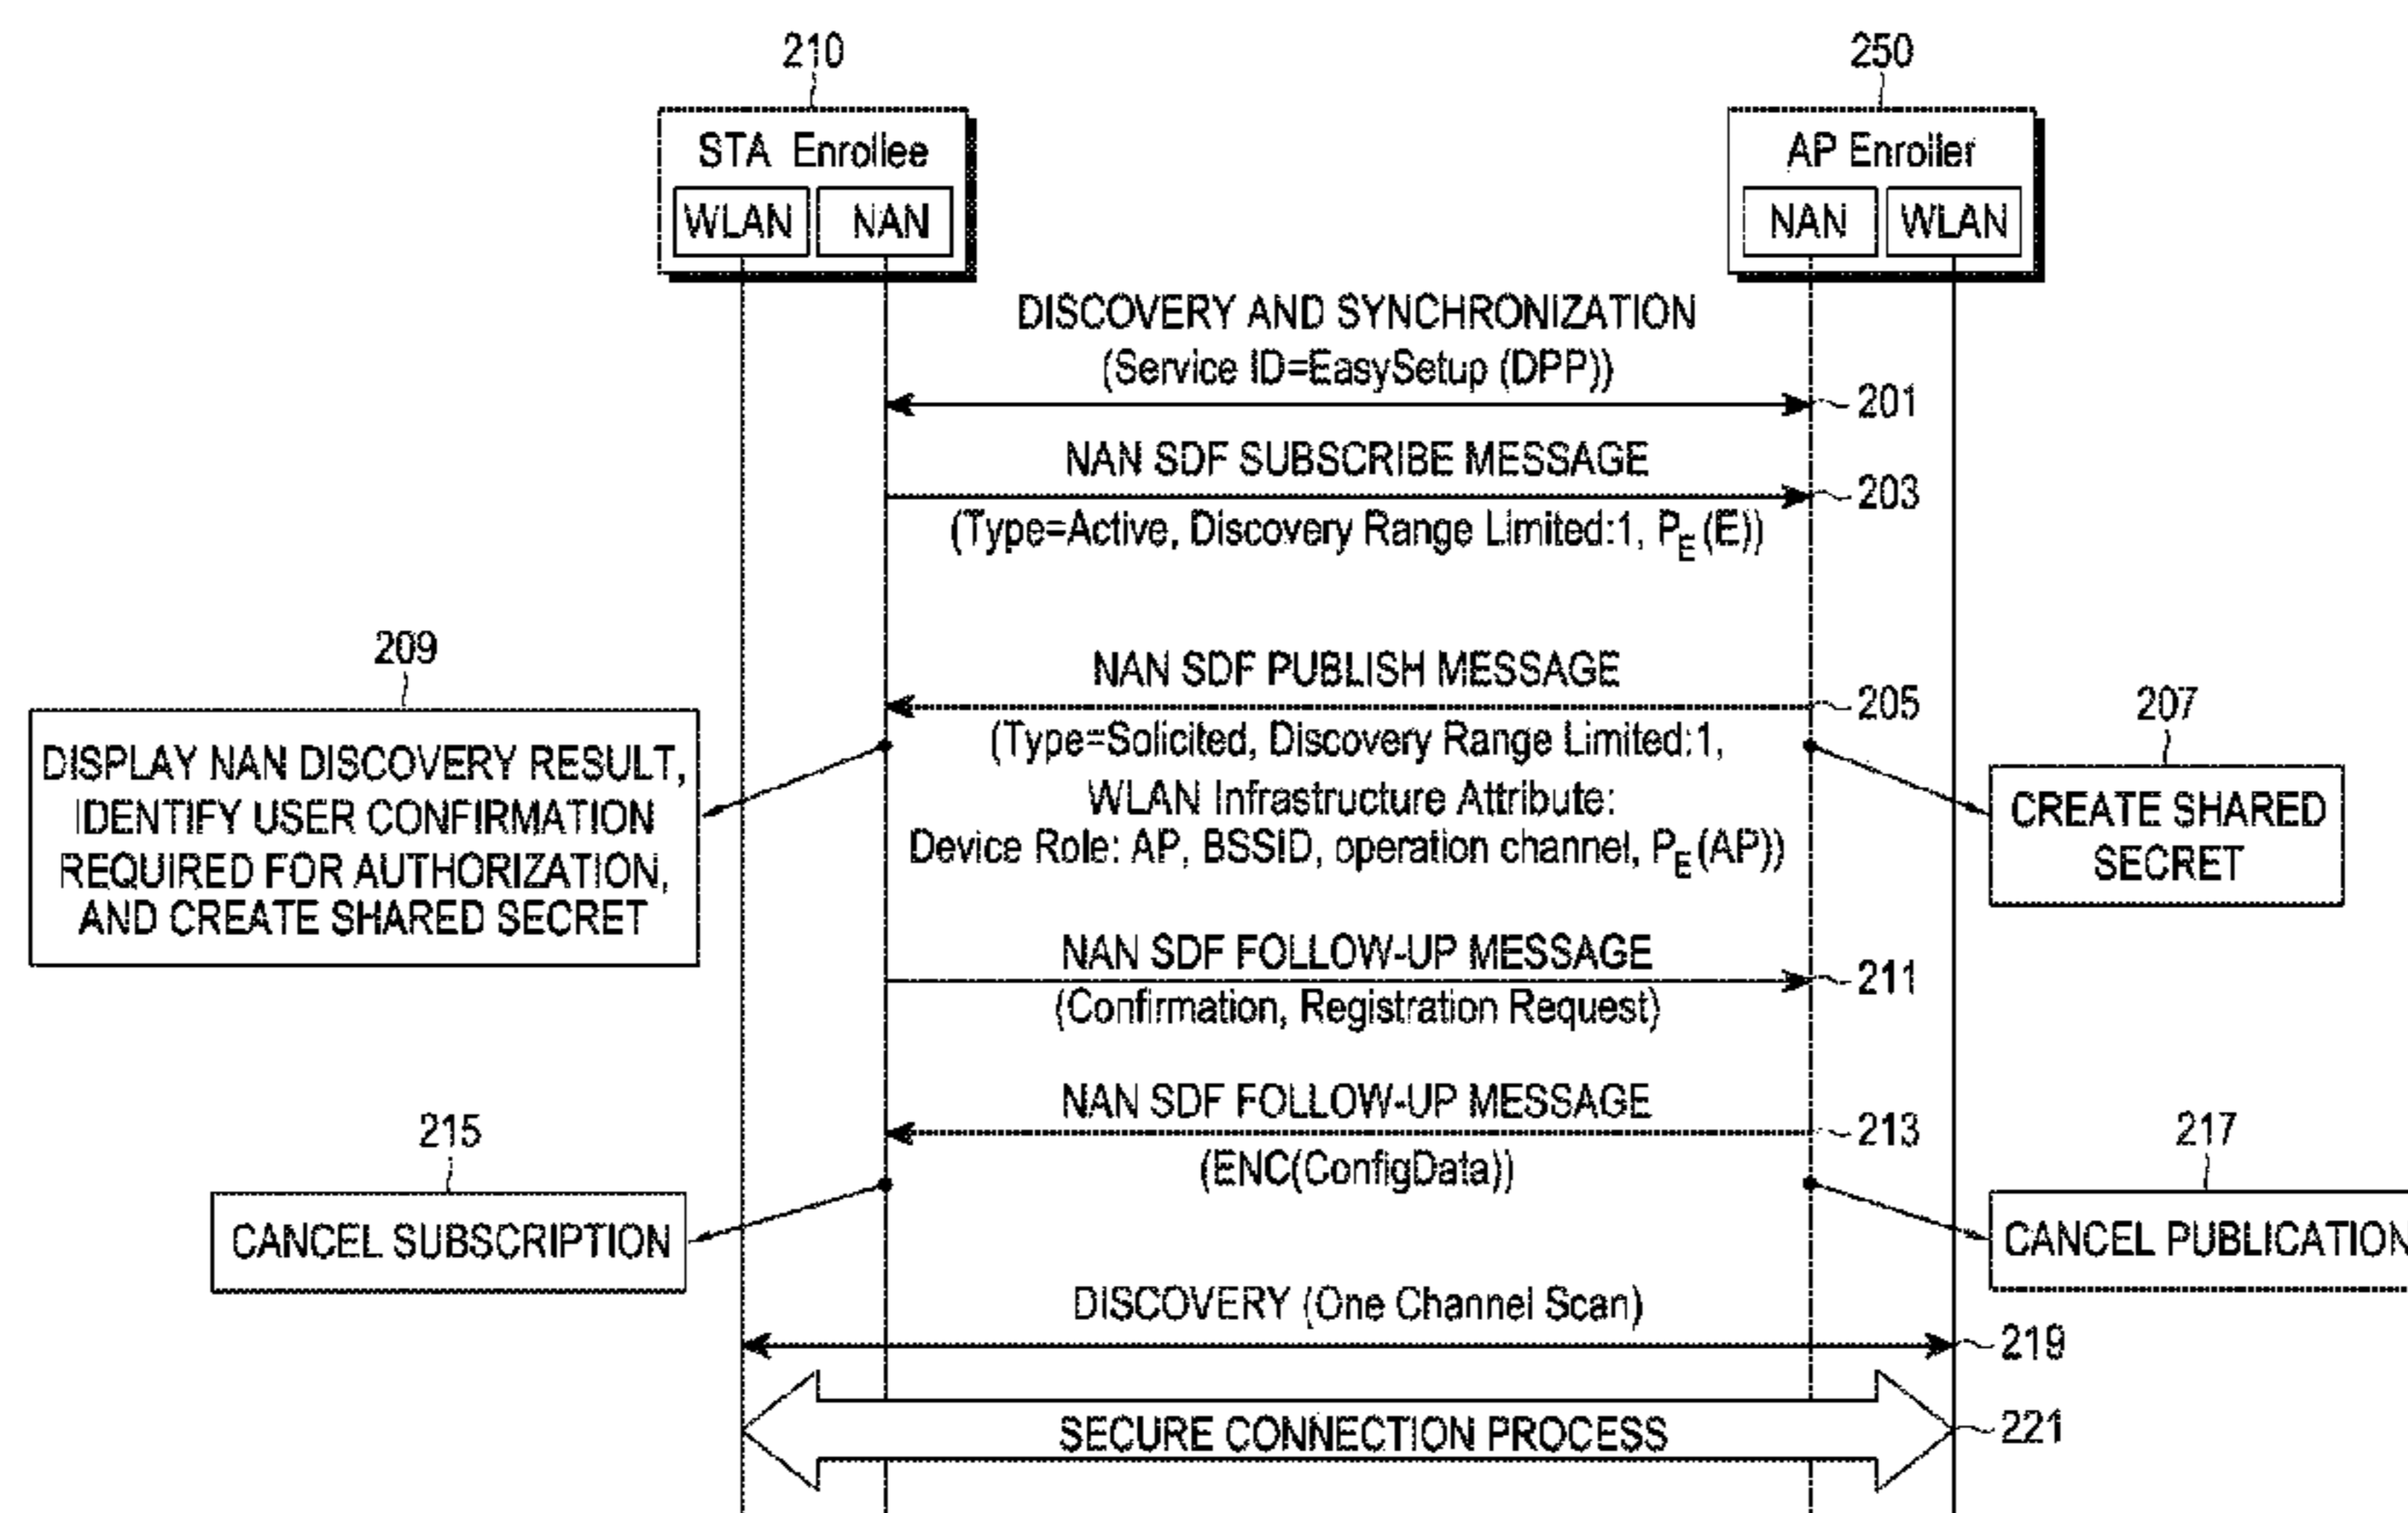 210
250
STA Enrollee
AP Enroller
WLAN
NAN
NAN
WLAN
DISCOVERY AND SYNCHRONIZATION
(Service ID=EasySetup (DPP))
201
NAN SDF SUBSCRIBE MESSAGE
203
(Type=Active, Discovery Range Limited:1, PE(E))
209
NAN SDF PUBLISH MESSAGE
205
207
DISPLAY NAN DISCOVERY RESULT,
IDENTIFY USER CONFIRMATION
REQUIRED FOR AUTHORIZATION,
AND CREATE SHARED SECRET
(Type=Solicited, Discovery Range Limited:1,
WLAN Infrastructure Attribute:
Device Role: AP, BSSID, operation channel, PE(AP))
CREATE SHARED
SECRET
NAN SDF FOLLOW-UP MESSAGE
211
(Confirmation, Registration Request)
NAN SDF FOLLOW-UP MESSAGE
213
(ENC(ConfigData))
215
217
CANCEL SUBSCRIPTION
CANCEL PUBLICATION
DISCOVERY (One Channel Scan)
219
SECURE CONNECTION PROCESS
221